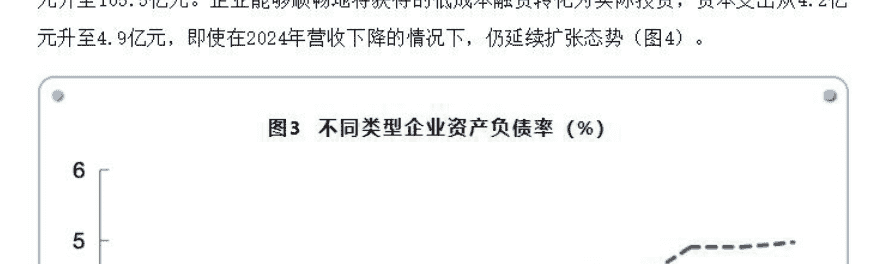 元升至103.5亿元。企业能够顺畅地将获得的低成本融资转化为实际投资，资本支出从4.2亿
元升至4.9亿元，即使在2024年营收下降的情况下，仍延续扩张态势（图4）。
图3 不同类型企业资产负债率（%）
6
5